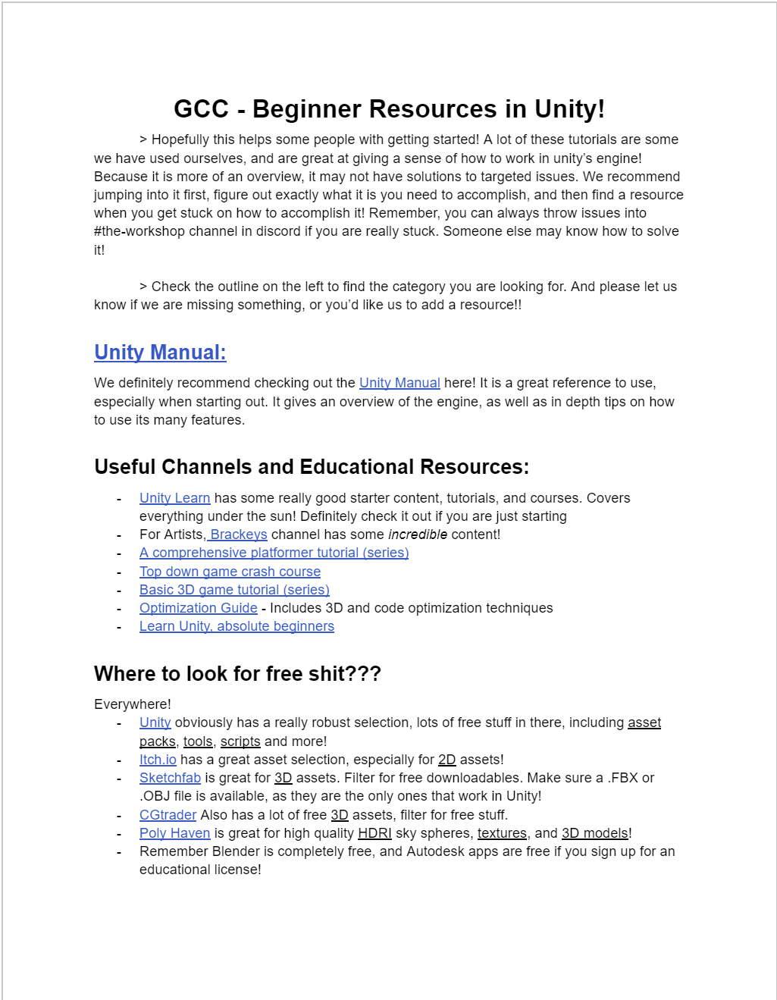 GCC - Beginner Resources in Unity!
> Hopefully this helps some people with getting started! A lot of these tutorials are some
we have used ourselves, and are great at giving a sense of how to work in unity’s engine!
Because it is more of an overview, it may not have solutions to targeted issues. We recommend
jumping into it first, figure out exactly what it is you need to accomplish, and then find a resource
when you get stuck on how to accomplish it! Remember, you can always throw issues into
#the-workshop channel in discord if you are really stuck. Someone else may know how to solve
it!
> Check the outline on the left to find the category you are looking for. And please let us
know if we are missing something, or you’d like us to add a resource!!
Unity Manual:
We definitely recommend checking out the Unity Manual here! It is a great reference to use,
especially when starting out. It gives an overview of the engine, as well as in depth tips on how
to use its many features.
Useful Channels and Educational Resources:
- Unity Learn has some really good starter content, tutorials, and courses. Covers
everything under the sun! Definitely check it out if you are just starting
- For Artists, Brackeys channel has some incredible content!
- A comprehensive platformer tutorial (series)
- Top down game crash course
- Basic 3D game tutorial (series)
- Optimization Guide - Includes 3D and code optimization techniques
- Learn Unity, absolute beginners
Where to look for free shit???
Everywhere!
- Unity obviously has a really robust selection, lots of free stuff in there, including asset
packs, tools, scripts and more!
- Itch.io has a great asset selection, especially for 2D assets!
- Sketchfab is great for 3D assets. Filter for free downloadables. Make sure a .FBX or
.OBJ file is available, as they are the only ones that work in Unity!
- CGtrader Also has a lot of free 3D assets, filter for free stuff.
- Poly Haven is great for high quality HDRI sky spheres, textures, and 3D models!
- Remember Blender is completely free, and Autodesk apps are free if you sign up for an
educational license!